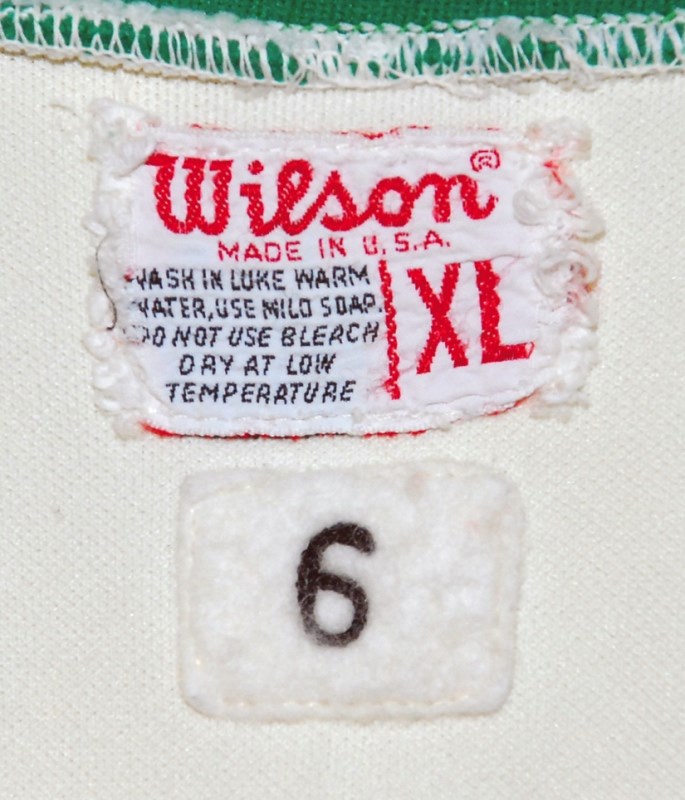 Wilson®
MADE IN U.S.A.
WASH IN LUKE WARM
WATER, USE MILD SOAP.
DO NOT USE BLEACH
DRY AT LOW
TEMPERATURE
XL
6